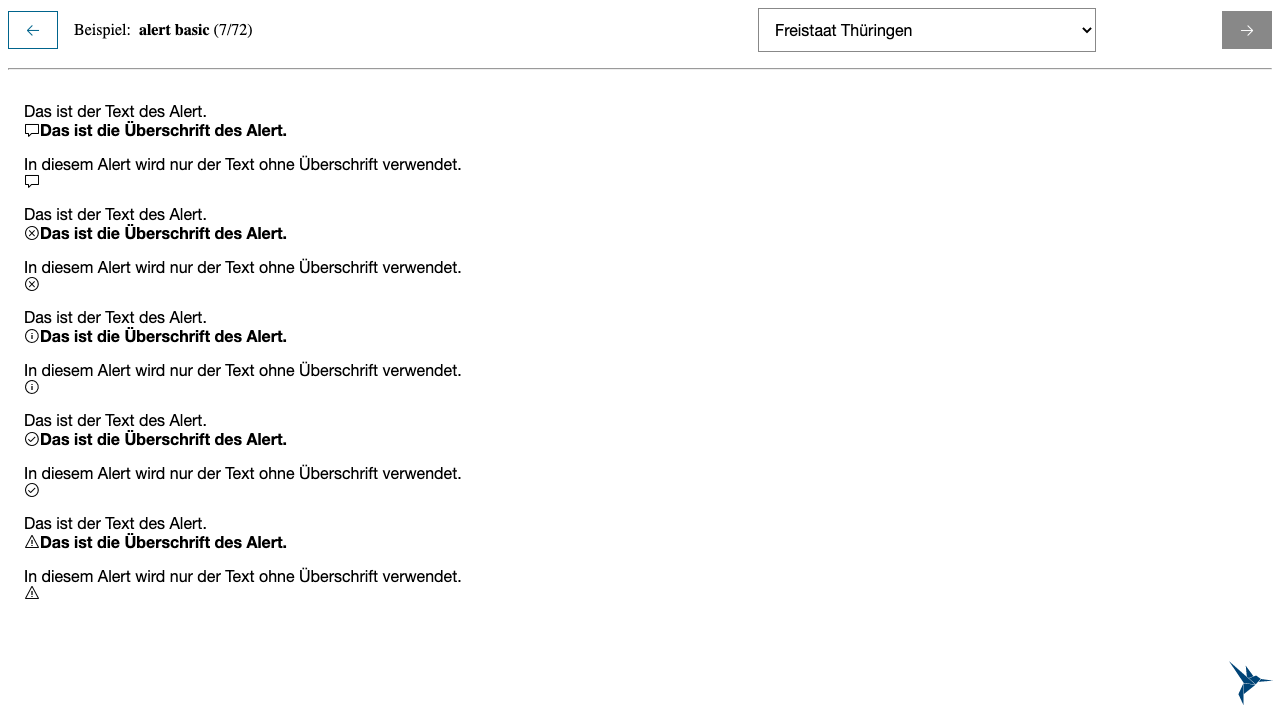 Beispiel: alert basic (7/72)
Freistaat Thüringen
Das ist der Text des Alert.
Das ist die Überschrift des Alert.
In diesem Alert wird nur der Text ohne Überschrift verwendet.
Das ist der Text des Alert.
Das ist die Überschrift des Alert.
In diesem Alert wird nur der Text ohne Überschrift verwendet.
Das ist der Text des Alert.
Das ist die Überschrift des Alert.
In diesem Alert wird nur der Text ohne Überschrift verwendet.
Das ist der Text des Alert.
Das ist die Überschrift des Alert.
In diesem Alert wird nur der Text ohne Überschrift verwendet.
Das ist der Text des Alert.
Das ist die Überschrift des Alert.
In diesem Alert wird nur der Text ohne Überschrift verwendet.